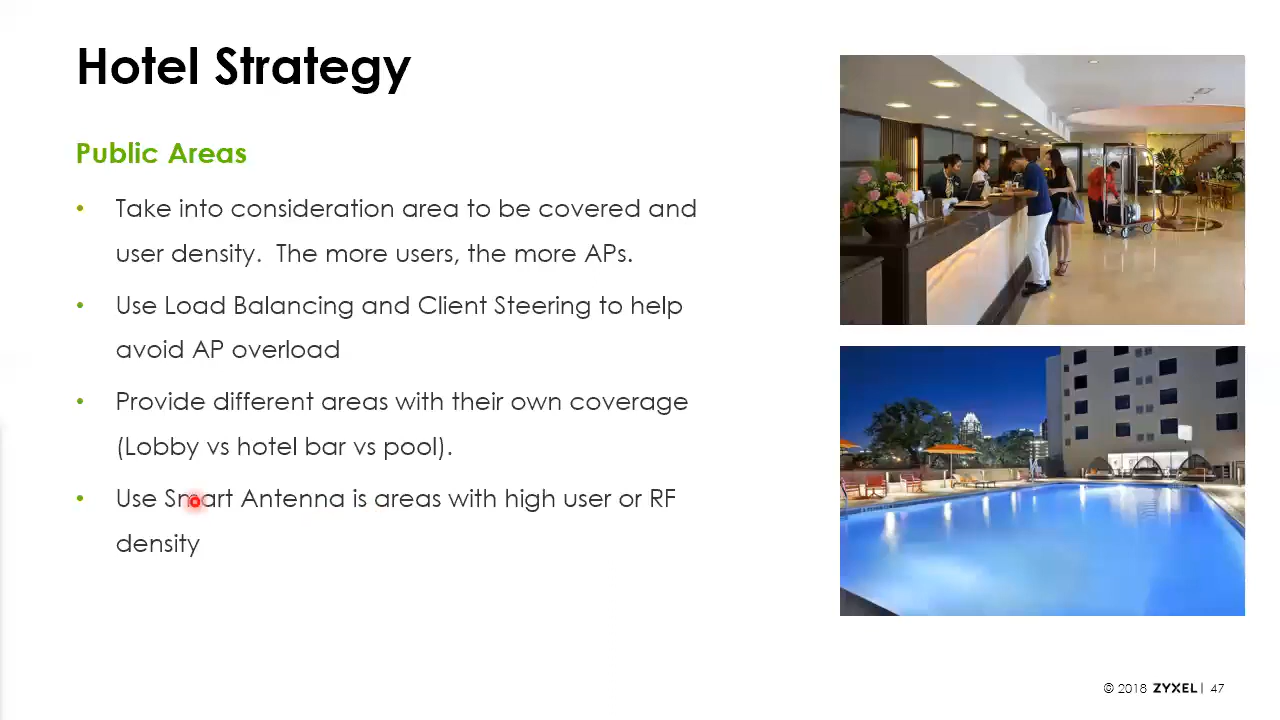 Hotel Strategy
Public Areas
• Take into consideration area to be covered and
user density.  The more users, the more APs.
• Use Load Balancing and Client Steering to help
avoid AP overload
• Provide different areas with their own coverage
(Lobby vs hotel bar vs pool).
• Use Smart Antenna is areas with high user or RF
density
© 2018 ZYXEL | 47